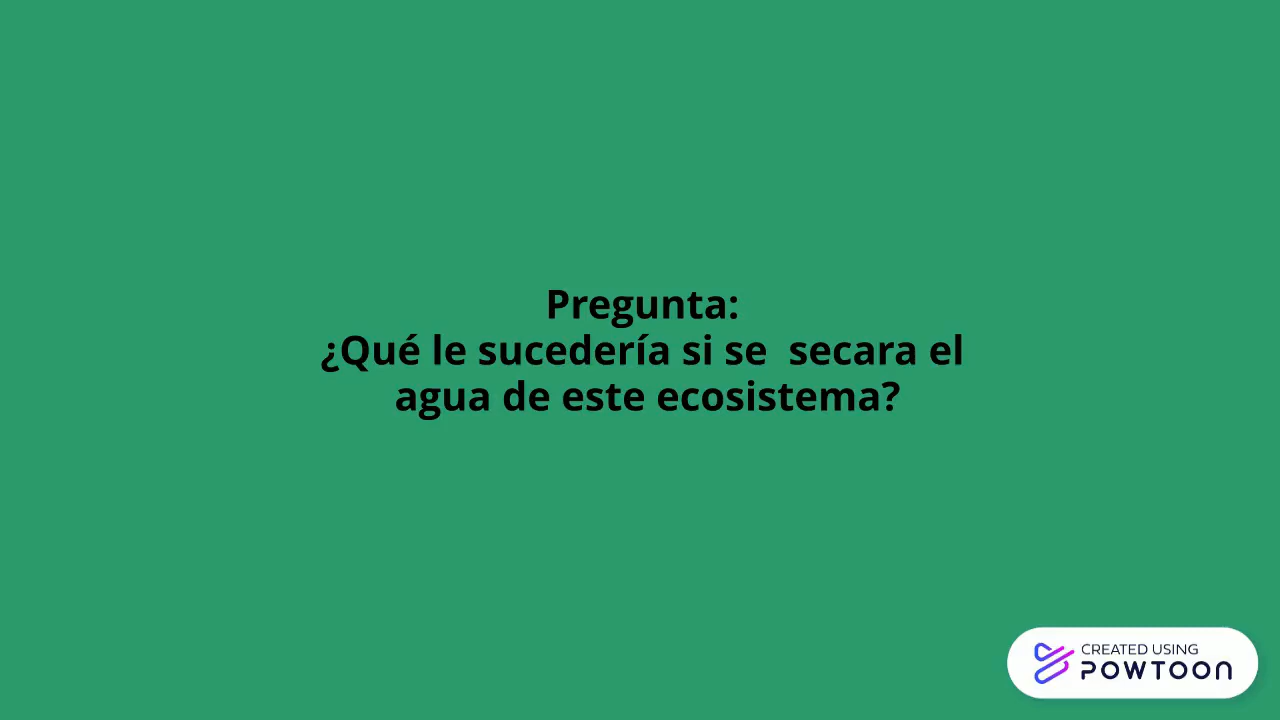 Pregunta:
¿Qué le sucedería si se  secara el
agua de este ecosistema?
CREATED USING
POWTOON